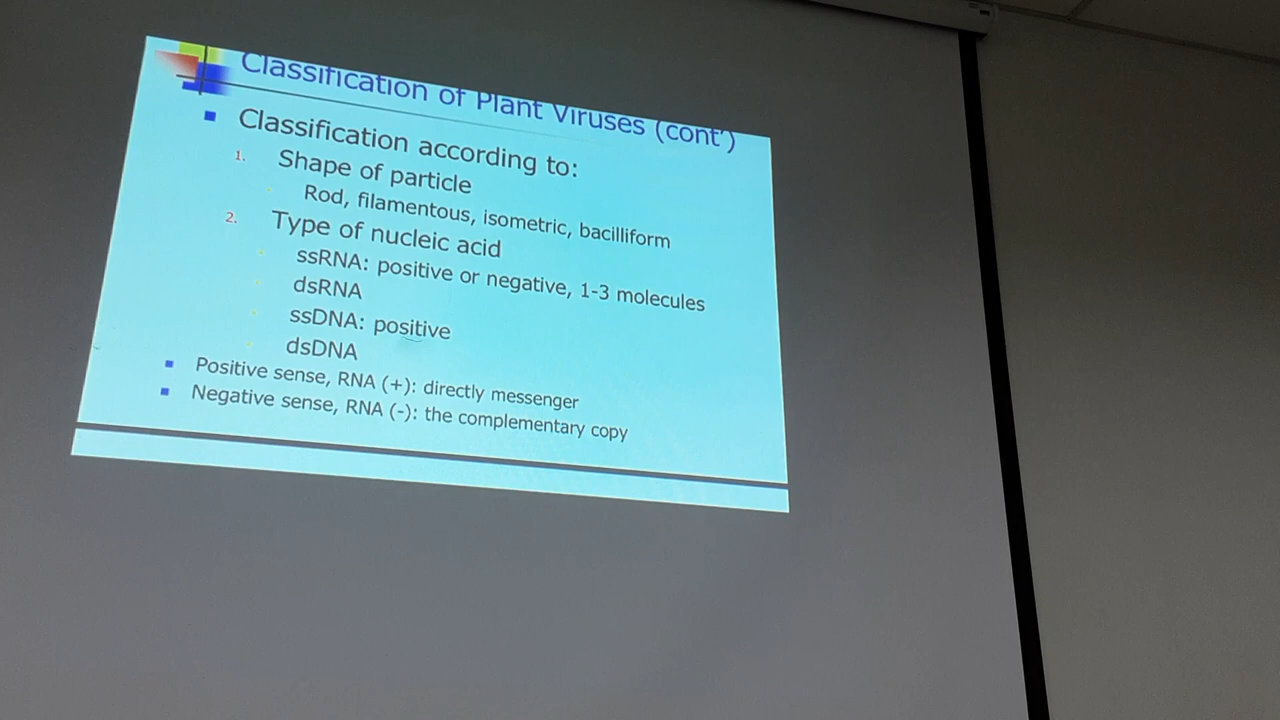 Classification of Plant Viruses (cont')
Classification according to:
1. Shape of particle
Rod, filamentous, isometric, bacilliform
2. Type of nucleic acid
ssRNA: positive or negative, 1-3 molecules
dsRNA
ssDNA: positive
dsDNA
Positive sense, RNA (+): directly messenger
Negative sense, RNA (-): the complementary copy